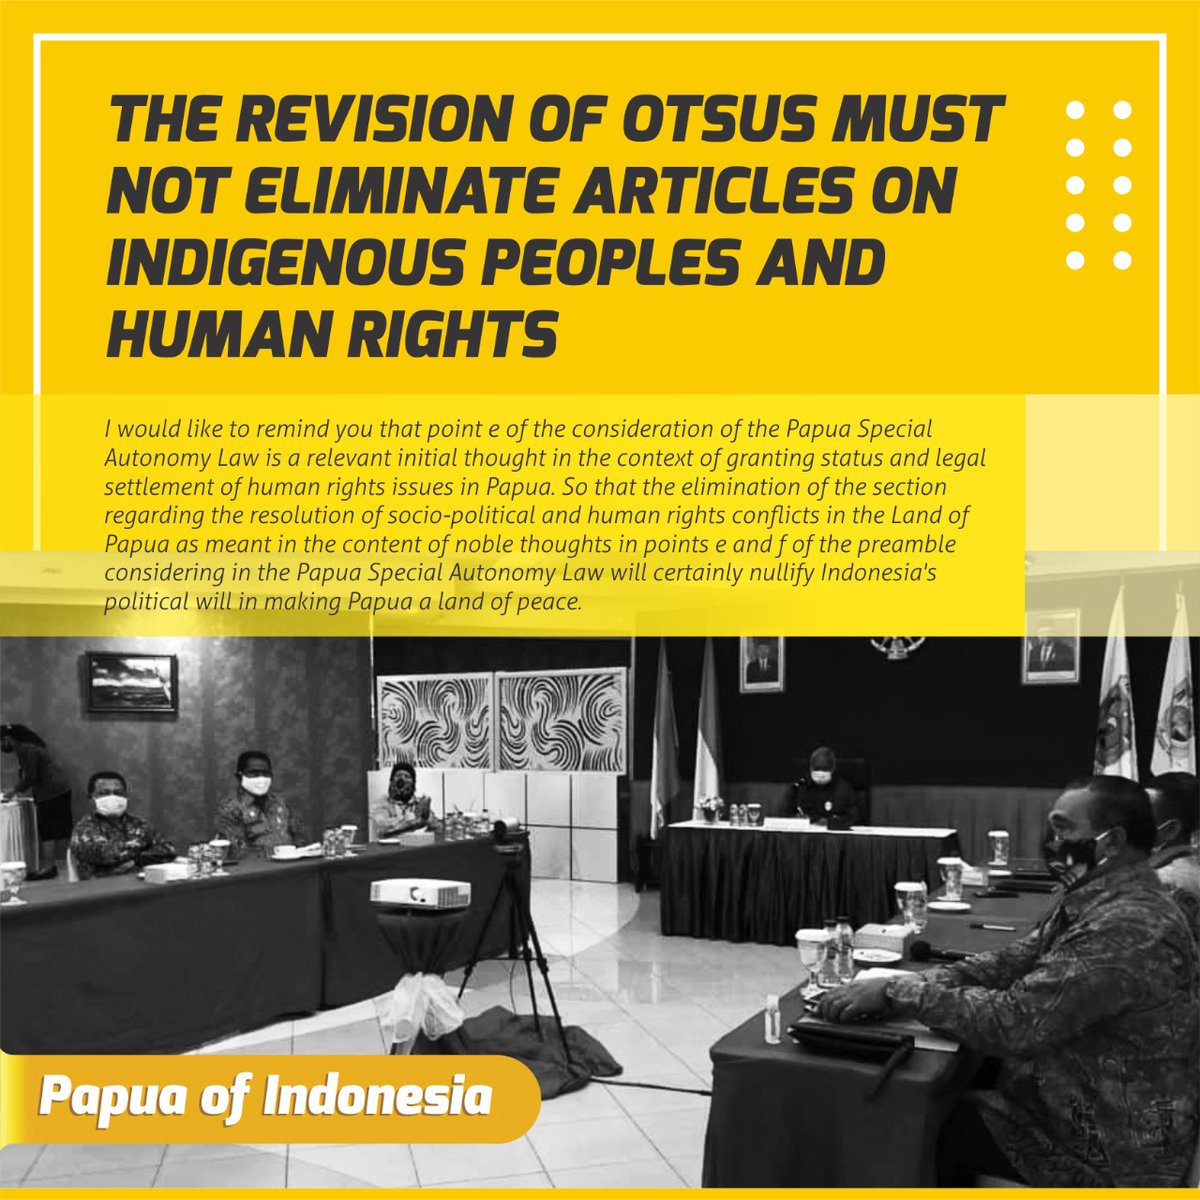 THE REVISION OF OTSUS MUST
NOT ELIMINATE ARTICLES ON
INDIGENOUS PEOPLES AND
HUMAN RIGHTS
I would like to remind you that point e of the consideration of the Papua Special
Autonomy Law is a relevant initial thought in the context of granting status and legal
settlement of human rights issues in Papua. So that the elimination of the section
regarding the resolution of socio-political and human rights conflicts in the Land of
Papua as meant in the content of noble thoughts in points e and f of the preamble
considering in the Papua Special Autonomy Law will certainly nullify Indonesia's
political will in making Papua a land of peace.
Papua of Indonesia